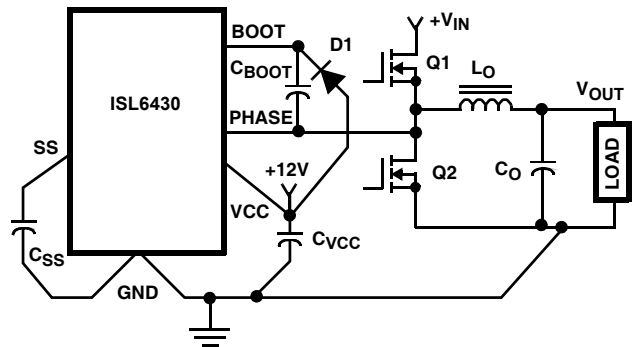 +VIN
BOOT
D1
CBOOT
Q1
LO
ISL6430
VOUT
PHASE
SS
+12V
Q2
CO
LOAD
VCC
CVCC
CSS
GND